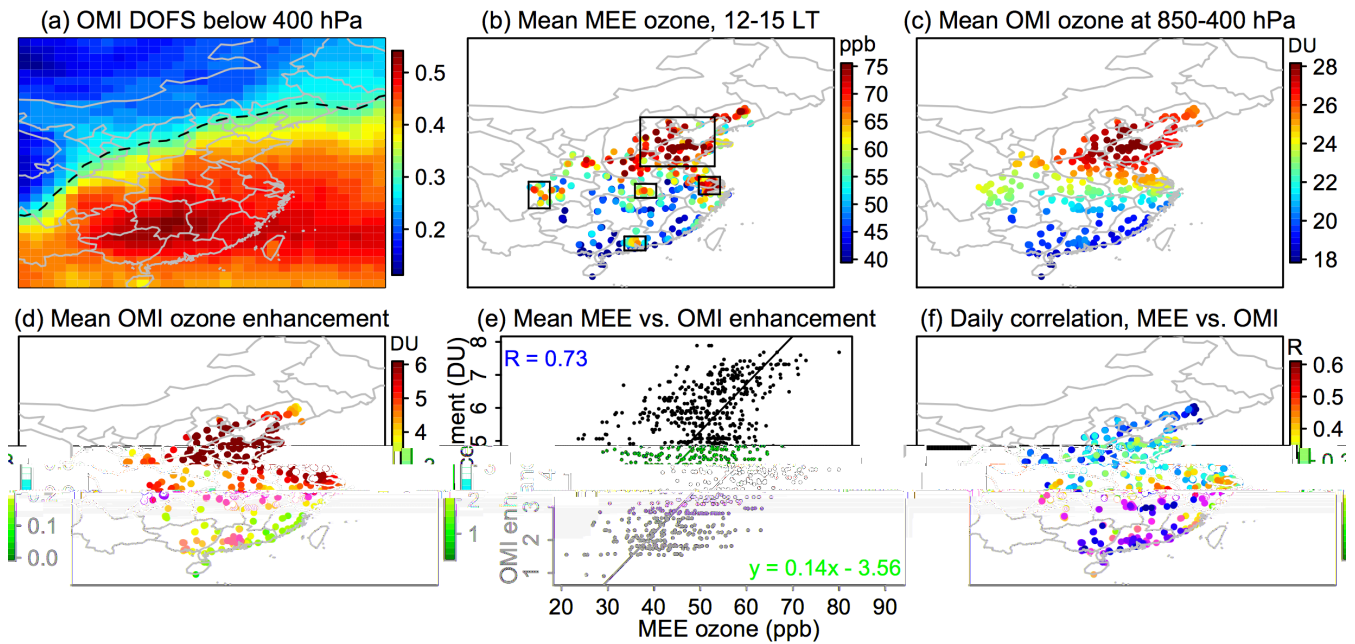 (a) OMI DOFS below 400 hPa
0.5
0.4
0.3
0.2
(b) Mean MEE ozone, 12-15 LT
ppb
75
70
65
60
55
50
45
40
(c) Mean OMI ozone at 850-400 hPa
DU
28
26
24
22
20
18
(d) Mean OMI ozone enhancement
DU
6
5
4
0.1
0.0
(e) Mean MEE vs. OMI enhancement
R = 0.73
y = 0.14x - 3.56
8
7
6
5
3
2
1
OMI
2
1
20 30 40 50 60 70 80 90
MEE ozone (ppb)
(f) Daily correlation, MEE vs. OMI
R
0.6
0.5
0.4